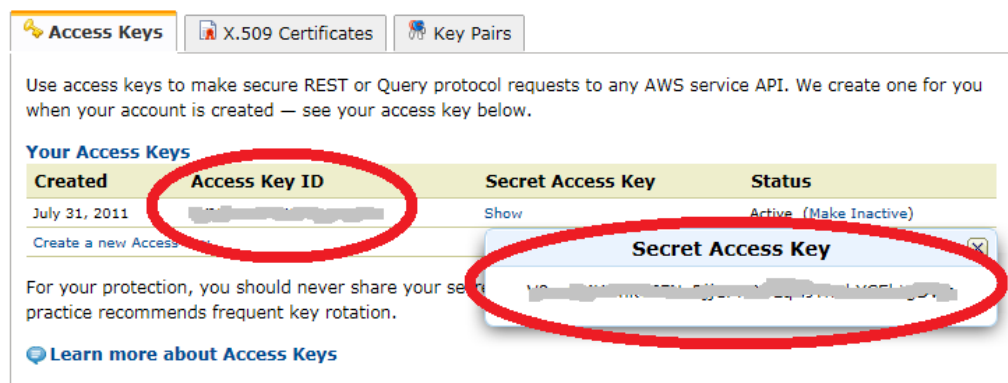 Access Keys X.509 Certificates Key Pairs
Use access keys to make secure REST or Query protocol requests to any AWS service API. We create one for you
when your account is created — see your access key below.
Your Access Keys
Created Access Key ID Secret Access Key Status
July 31, 2011 Show Active (Make Inactive)
Create a new Access
Secret Access Key
For your protection, you should never share your
practice recommends frequent key rotation.
Learn more about Access Keys